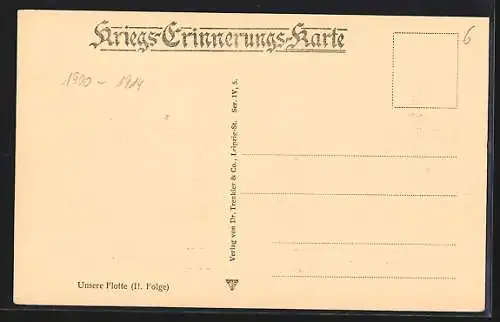 Kriegs-Erinnerungs-Karte
6
1900 - 1914
Verlag von Dr. Trenkler & Co., Leipzig-St. Ser. IV, 5.
Unsere Flotte (II. Folge)